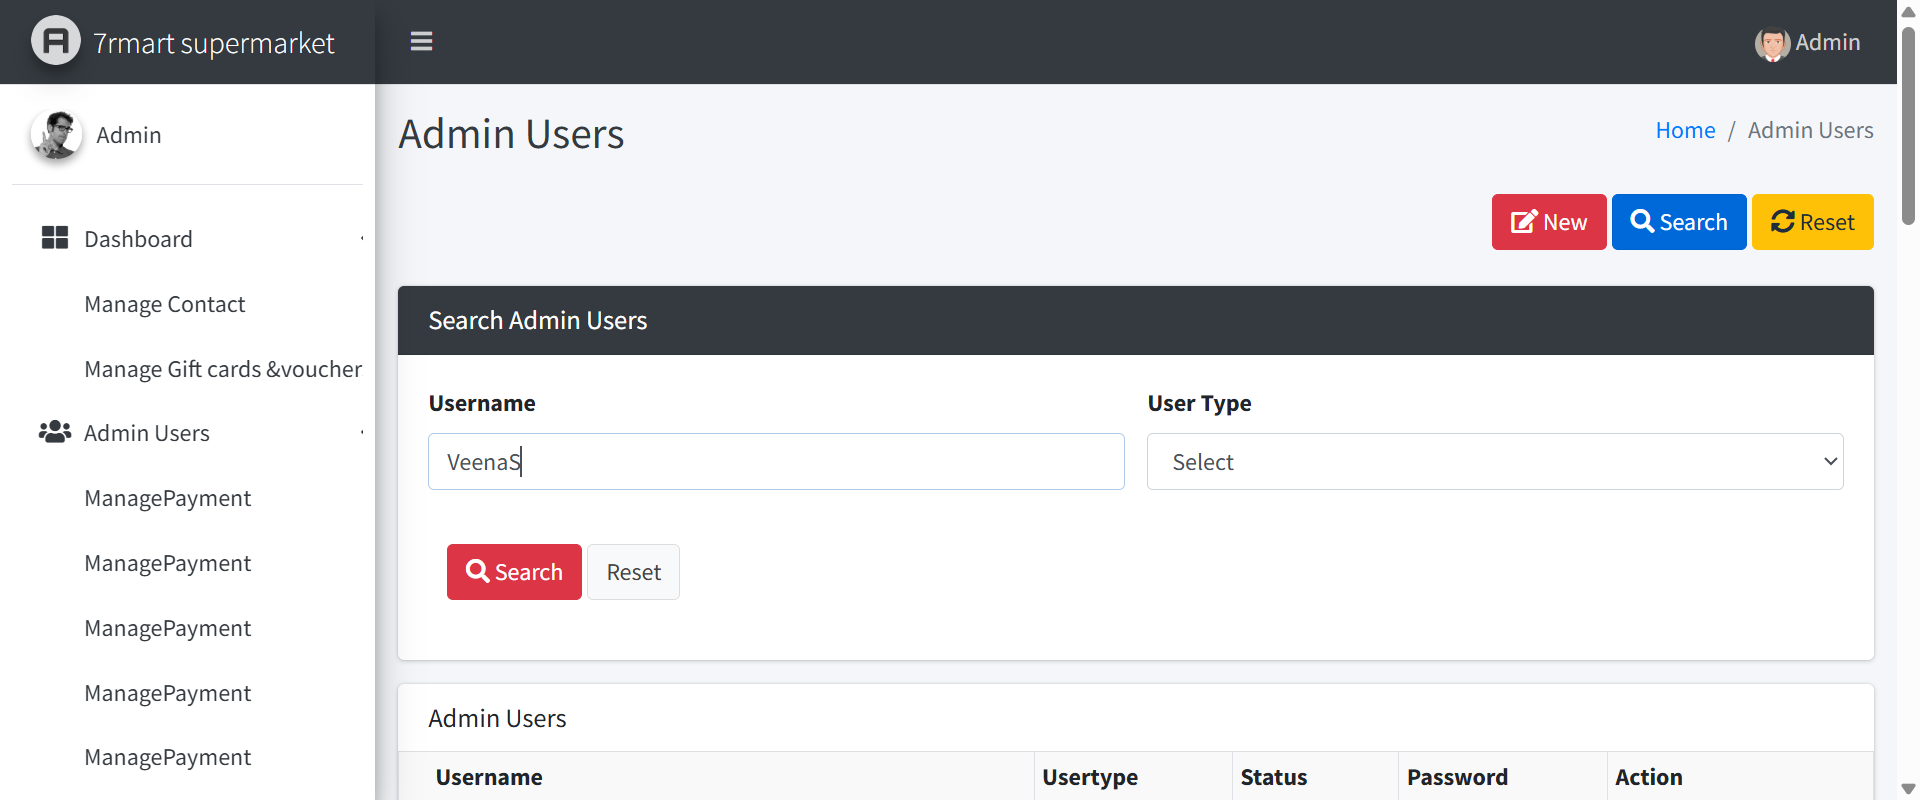 7rmart supermarket
Admin
Admin
Admin Users
Home / Admin Users
New
Search
Reset
Dashboard
Manage Contact
Manage Gift cards &voucher
Admin Users
ManagePayment
ManagePayment
ManagePayment
ManagePayment
ManagePayment
Search Admin Users
Username
User Type
VeenaS
Select
Search
Reset
Admin Users
Username Usertype Status Password Action